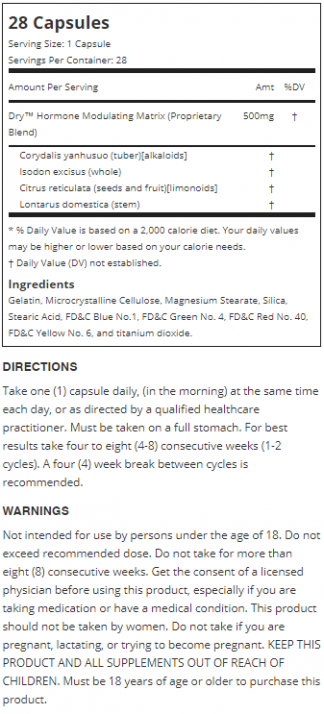 28 Capsules
Serving Size: 1 Capsule
Servings Per Container: 28
Amount Per Serving Amt %DV
Dry™ Hormone Modulating Matrix (Proprietary 500mg †
Blend)
Corydalis yanhusuo (tuber)[alkaloids] †
Isodon excisus (whole) †
Citrus reticulata (seeds and fruit)[limonoids] †
Lontarus domestica (stem) †
* % Daily Value is based on a 2,000 calorie diet. Your daily values
may be higher or lower based on your calorie needs.
† Daily Value (DV) not established.
Ingredients
Gelatin, Microcrystalline Cellulose, Magnesium Stearate, Silica,
Stearic Acid, FD&C Blue No.1, FD&C Green No. 4, FD&C Red No. 40,
FD&C Yellow No. 6, and titanium dioxide.
DIRECTIONS
Take one (1) capsule daily, (in the morning) at the same time
each day, or as directed by a qualified healthcare
practitioner. Must be taken on a full stomach. For best
results take four to eight (4-8) consecutive weeks (1-2
cycles). A four (4) week break between cycles is
recommended.
WARNINGS
Not intended for use by persons under the age of 18. Do not
exceed recommended dose. Do not take for more than
eight (8) consecutive weeks. Get the consent of a licensed
physician before using this product, especially if you are
taking medication or have a medical condition. This product
should not be taken by women. Do not take if you are
pregnant, lactating, or trying to become pregnant. KEEP THIS
PRODUCT AND ALL SUPPLEMENTS OUT OF REACH OF
CHILDREN. Must be 18 years of age or older to purchase this
product.